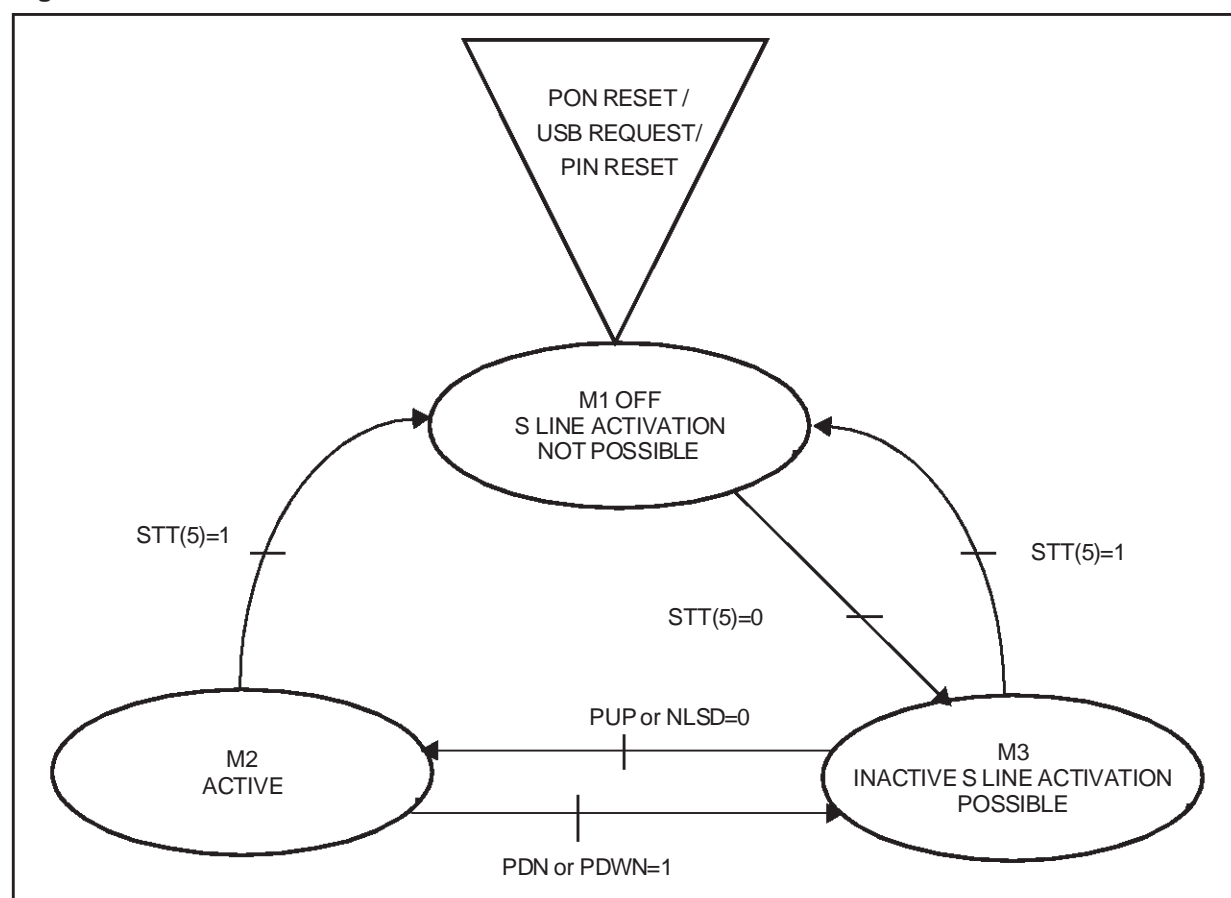 PON RESET /
USB REQUEST/
PIN RESET
M1 OFF
S LINE ACTIVATION
NOT POSSIBLE
STT(5)=1
STT(5)=1
STT(5)=0
PUP or NLSD=0
M2
ACTIVE
M3
INACTIVE S LINE ACTIVATION
POSSIBLE
PDN or PDWN=1